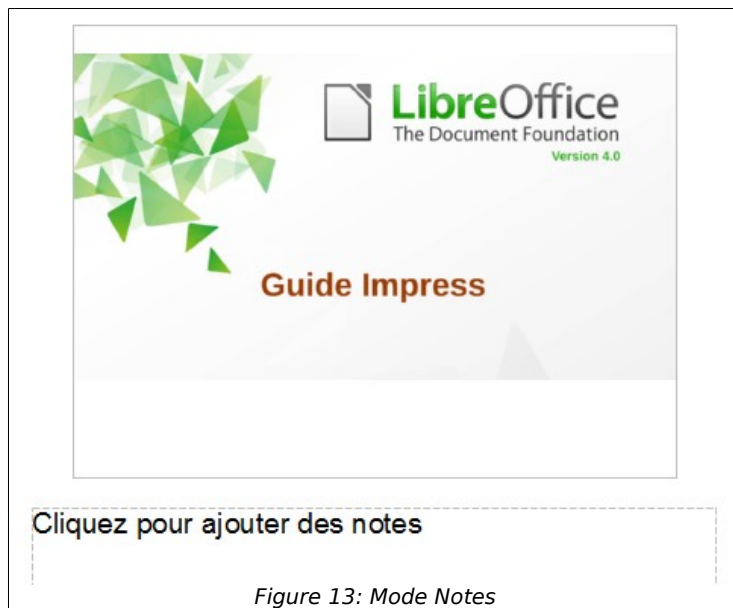 LibreOffice
The Document Foundation
Version 4.0
Guide Impress
Cliquez pour ajouter des notes
Figure 13: Mode Notes